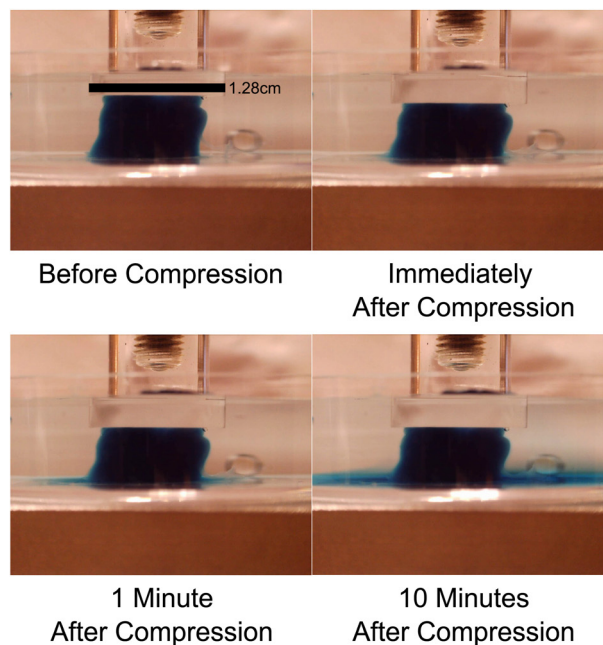 1.28cm
Before Compression
Immediately
After Compression
1 Minute
After Compression
10 Minutes
After Compression